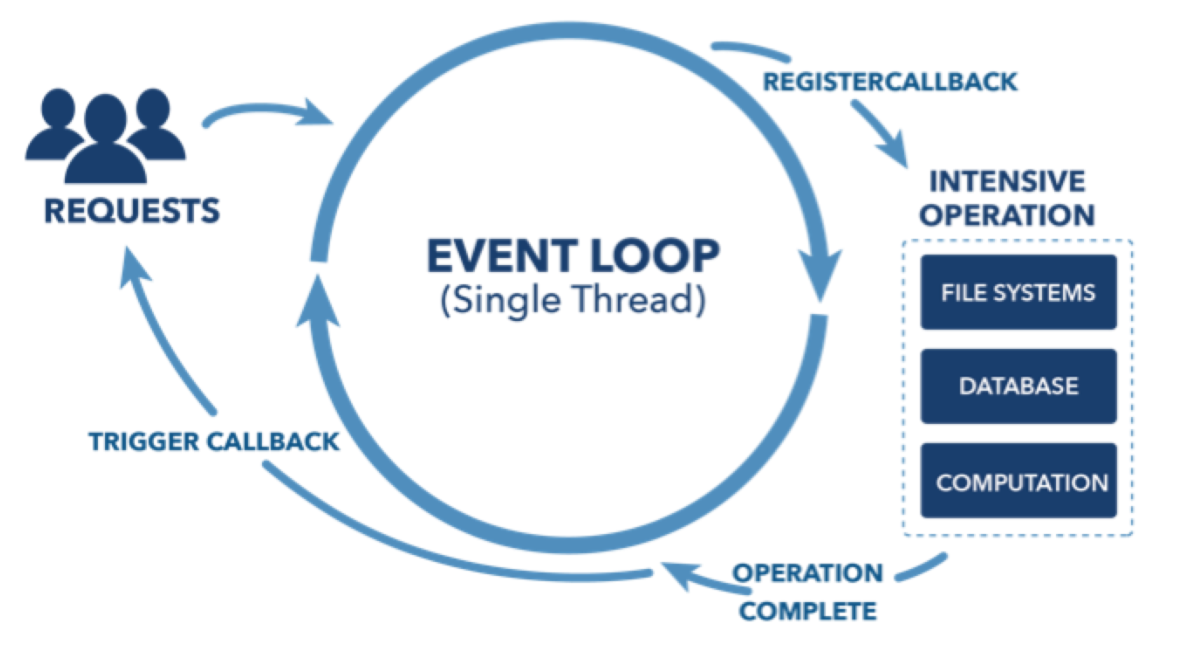 REGISTERCALLBACK
REQUESTS
INTENSIVE
OPERATION
EVENT LOOP
(Single Thread)
FILE SYSTEMS
DATABASE
COMPUTATION
TRIGGER CALLBACK
OPERATION
COMPLETE